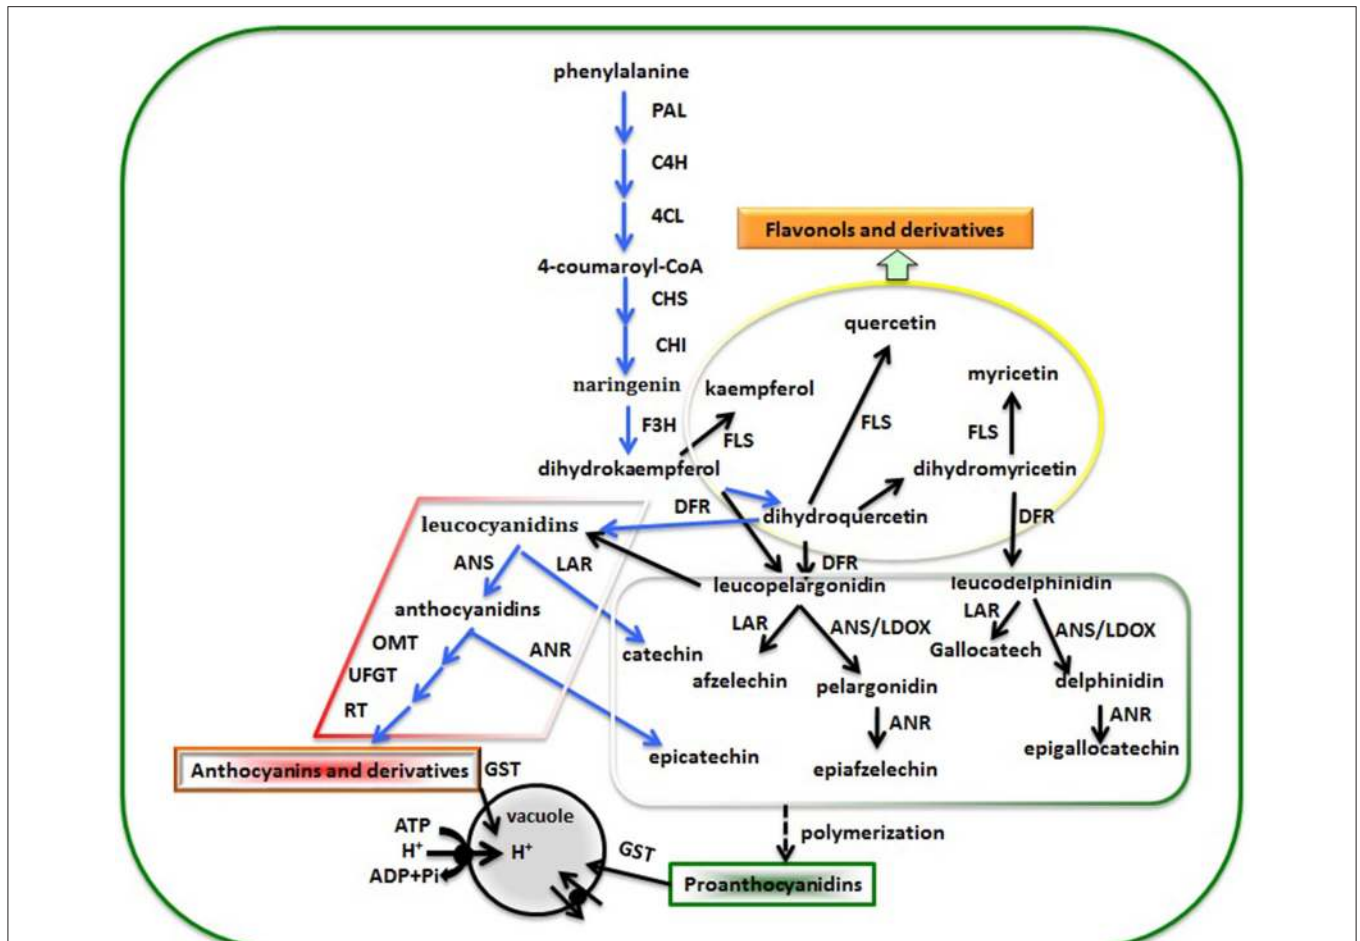 phenylalanine
PAL
C4H
4CL
Flavonols and derivatives
4-coumaroyl-CoA
CHS
quercetin
CHI
myricetin
naringenin
kaempferol
F3H
FLS
FLS
FLS
dihydrokaempferol
dihydromyricetin
DFR
dihydroquercetin
DFR
leucocyanidins
ANS
LAR
DFR
leucopelargonidin
leucodelphinidin
anthocyanidins
LAR
ANS/LDOX
LAR
ANS/LDOX
OMT
ANR
catechin
Gallocatech
UFGT
afzelechin
pelargonidin
delphinidin
RT
ANR
ANR
epicatechin
epiafzelechin
epigallocatechin
Anthocyanins and derivatives
GST
vacuole
ATP
H+
H+
ADP+Pi
GST
polymerization
Proanthocyanidins